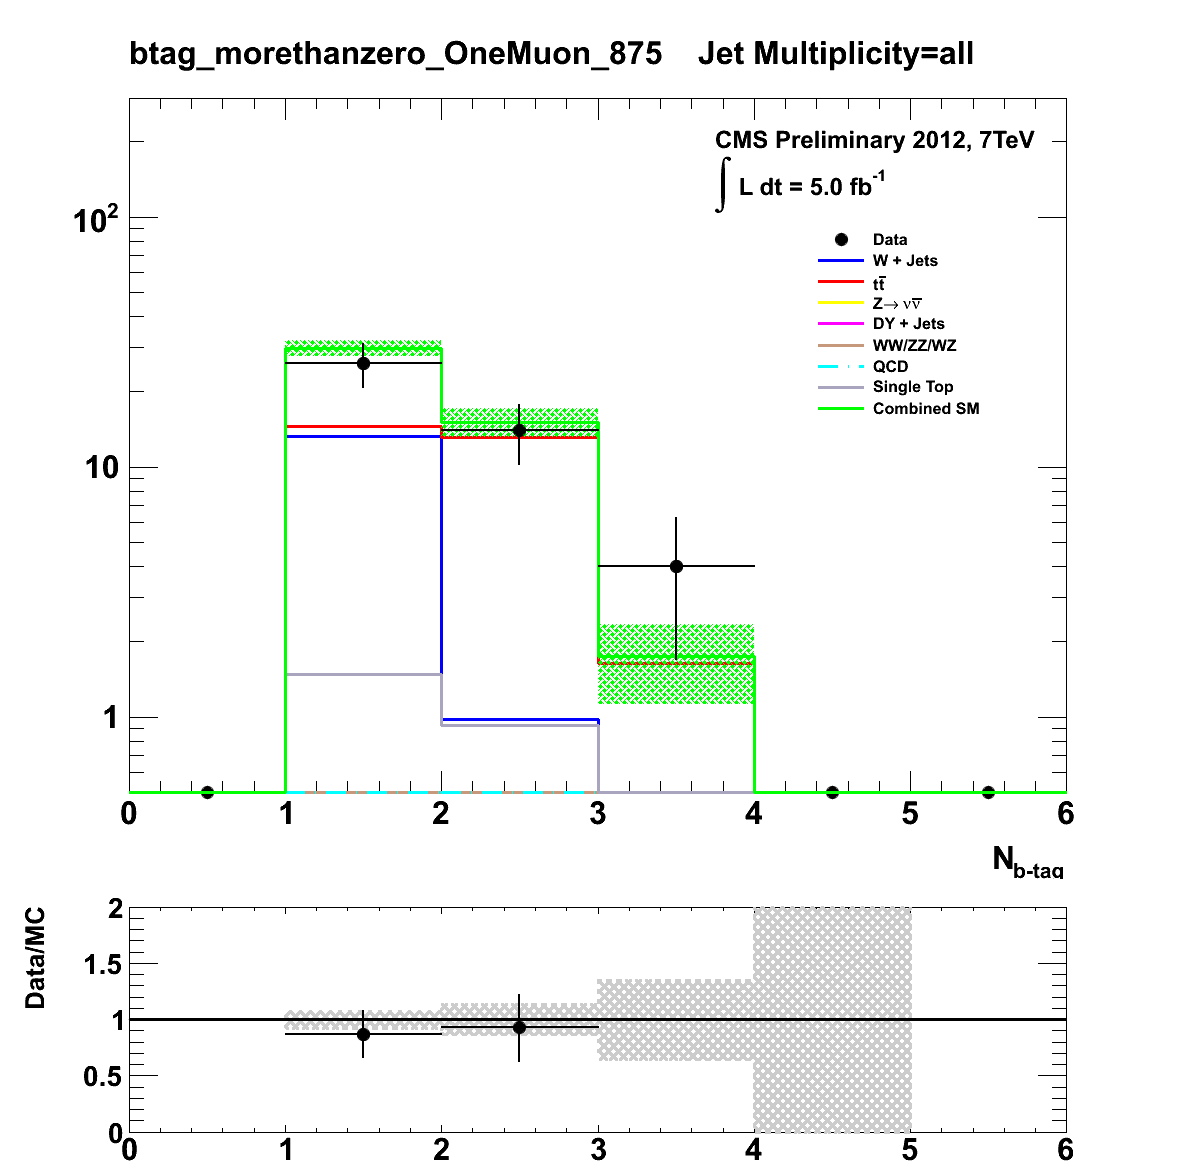 btag_morethanzero_OneMuon_875 Jet Multiplicity=all
CMS Preliminary 2012, 7TeV
∫ L dt = 5.0 fb⁻¹
10²
10
1
Data
W + Jets
tt̅
Z→ νν̅
DY + Jets
WW/ZZ/WZ
QCD
Single Top
Combined SM
0 1 2 3 4 5 6
N_b-tag
Data/MC
2
1.5
1
0.5
0
0 1 2 3 4 5 6